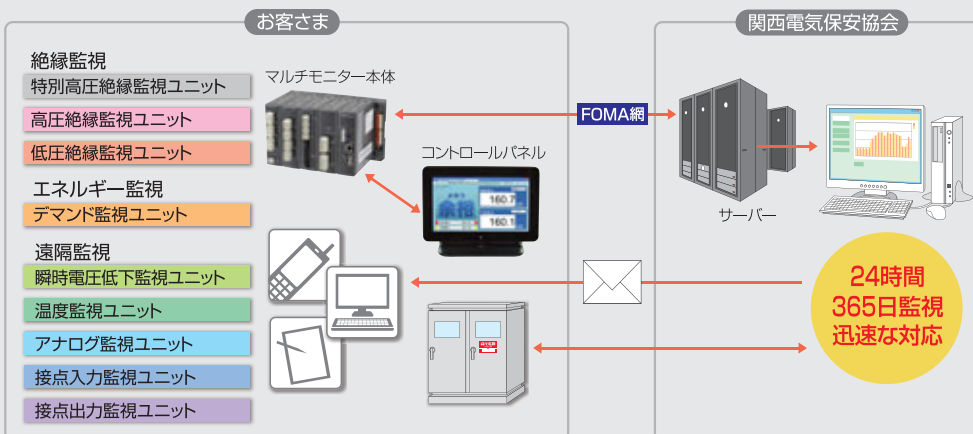 お客さま
関西電気保安協会
絶縁監視
特別高圧絶縁監視ユニット
高圧絶縁監視ユニット
低圧絶縁監視ユニット
エネルギー監視
デマンド監視ユニット
遠隔監視
瞬時電圧低下監視ユニット
温度監視ユニット
アナログ監視ユニット
接点入力監視ユニット
接点出力監視ユニット
マルチモニター本体
コントロールパネル
余裕
160.7
160.1
FOMA網
サーバー
24時間
365日監視
迅速な対応